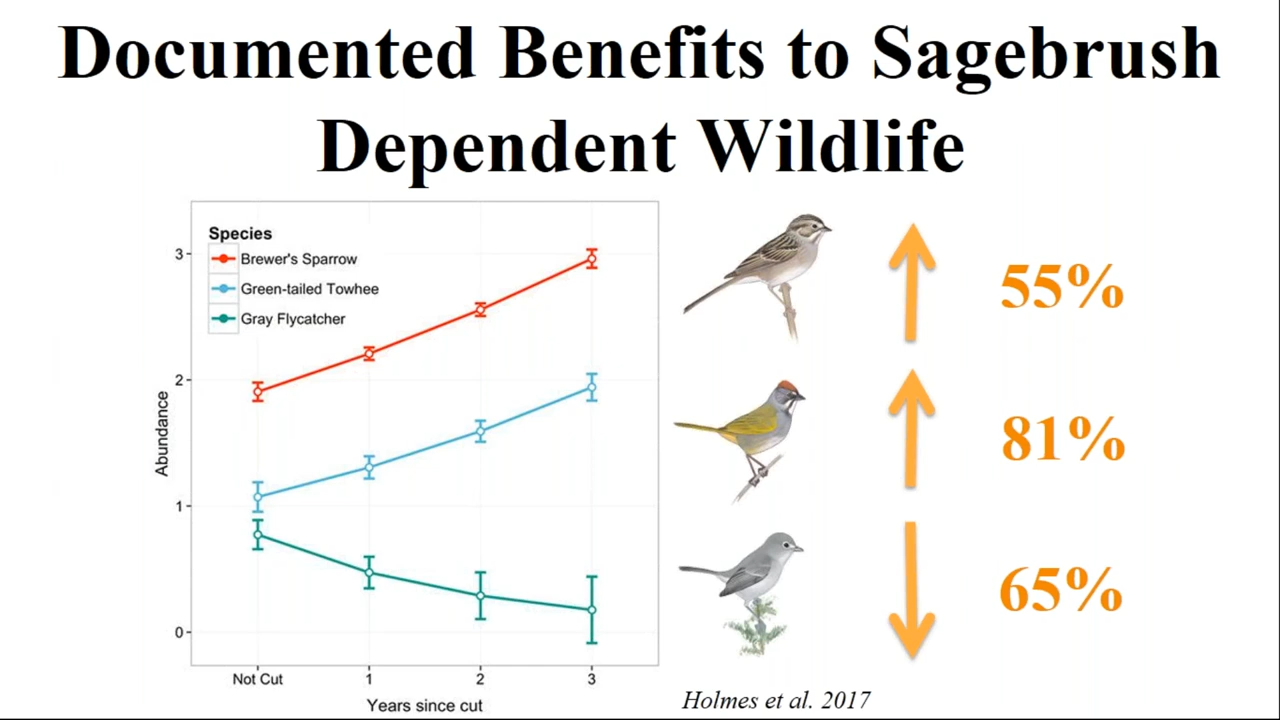 Documented Benefits to Sagebrush
Dependent Wildlife
Species
Brewer's Sparrow
Green-tailed Towhee
Gray Flycatcher
3
2
1
0
Abundance
Not Cut
1
2
3
Years since cut
55%
81%
65%
Holmes et al. 2017